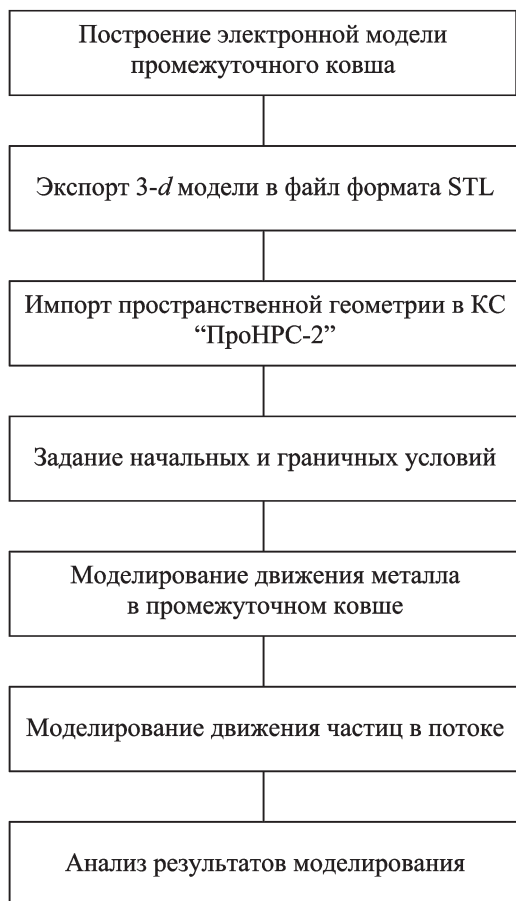 Построение электронной модели
промежуточного ковша
Экспорт 3-d модели в файл формата STL
Импорт пространственной геометрии в КС
“ПроНРС-2”
Задание начальных и граничных условий
Моделирование движения металла
в промежуточном ковше
Моделирование движения частиц в потоке
Анализ результатов моделирования